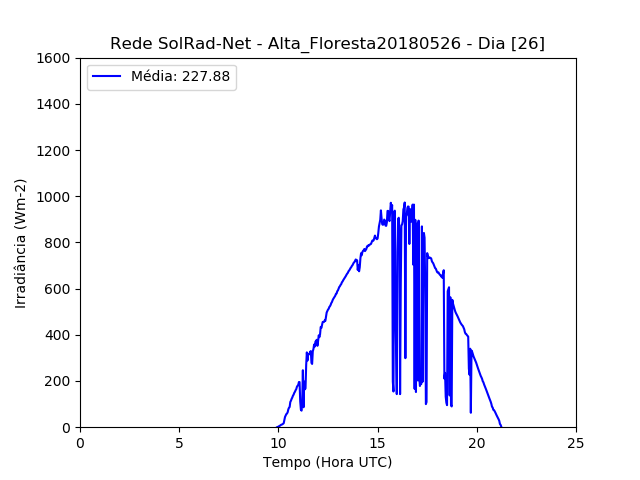 Rede SolRad-Net - Alta_Floresta20180526 - Dia [26]
Média: 227.88
1600
1400
1200
1000
800
600
400
200
0
Irradiância (Wm-2)
0 5 10 15 20 25
Tempo (Hora UTC)